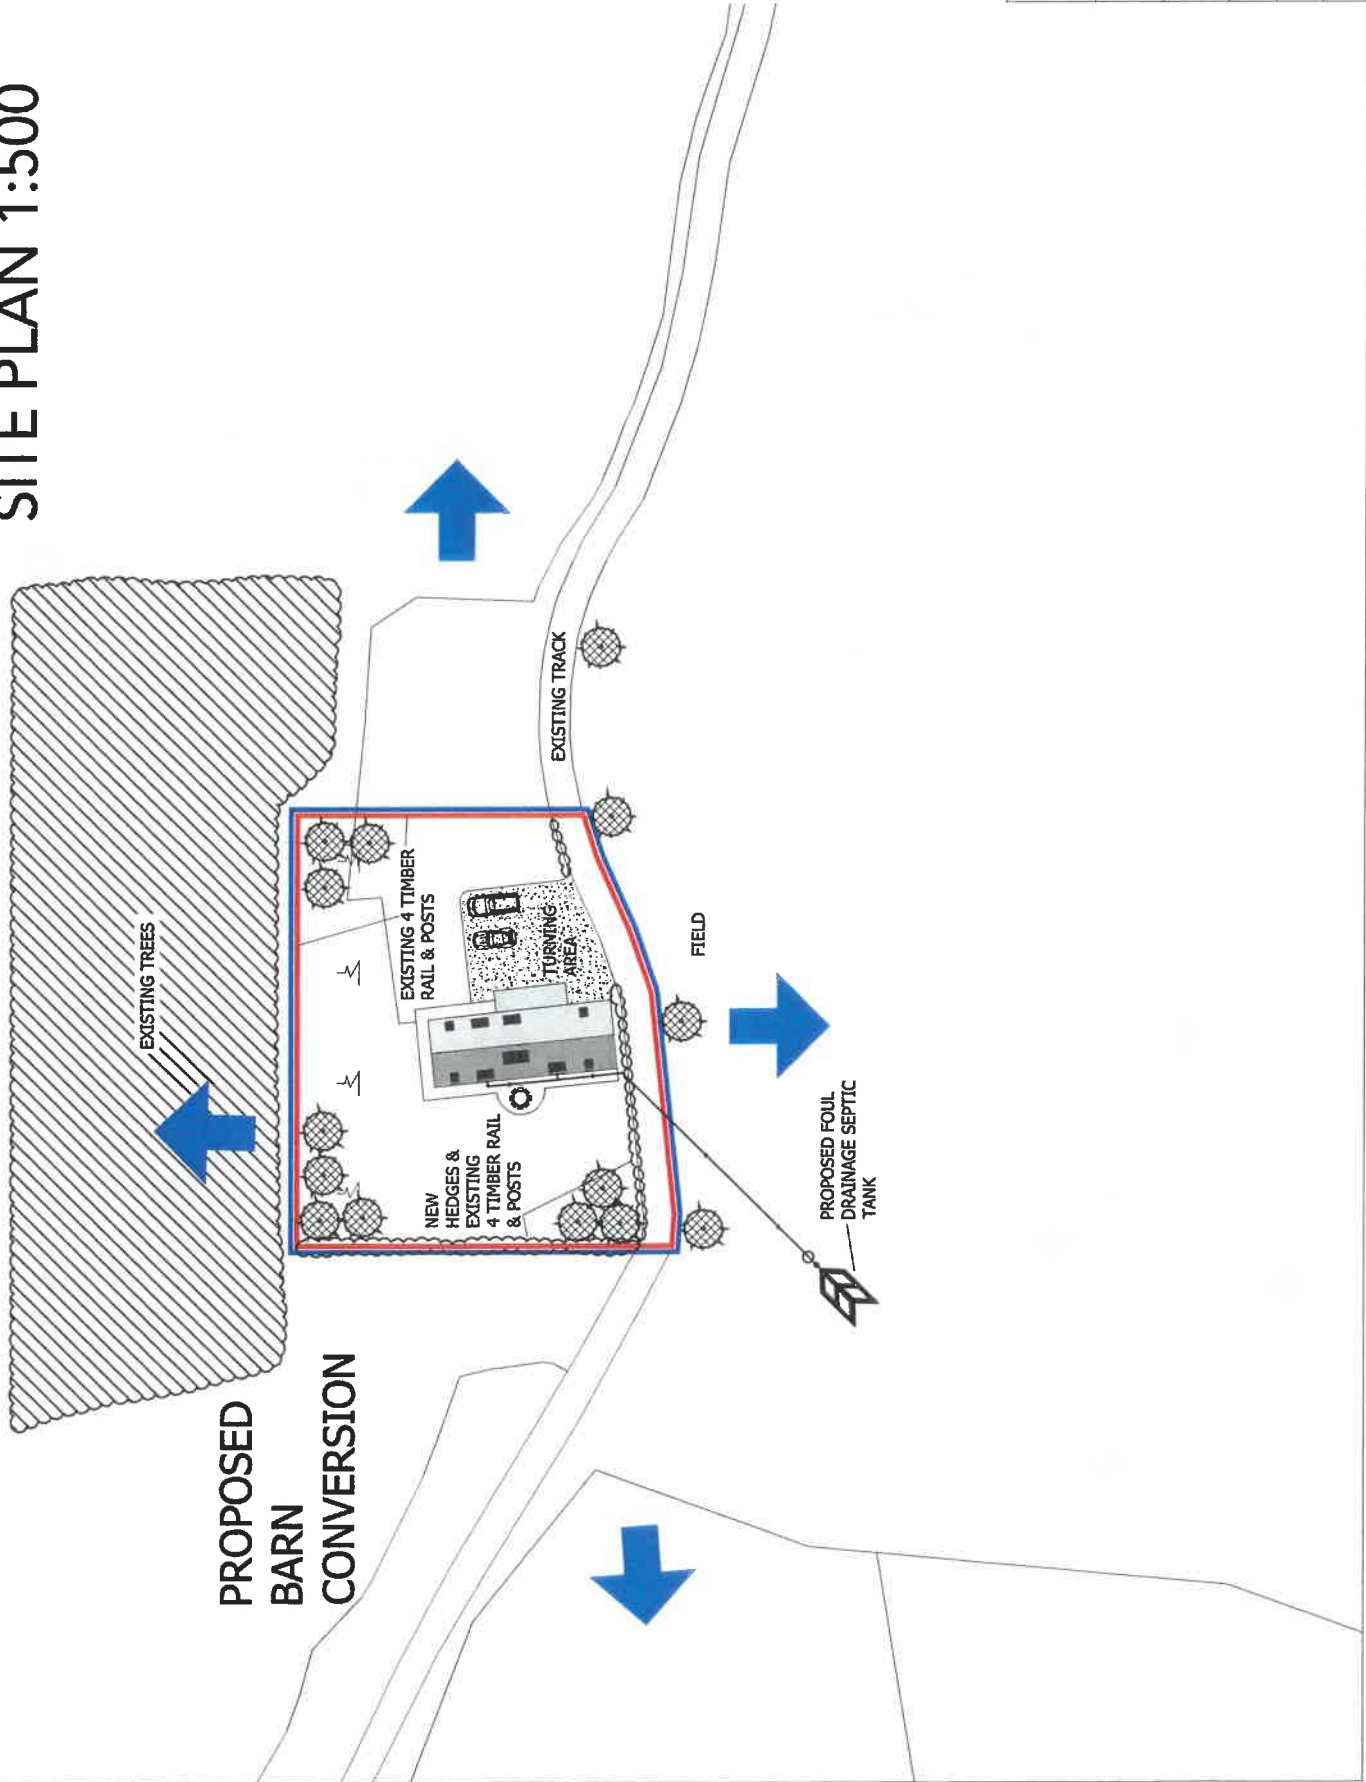 SITE PLAN 1:500
EXISTING TREES
PROPOSED
BARN
CONVERSION
EXISTING 4 TIMBER
RAIL & POSTS
NEW
HEDGES &
EXISTING
4 TIMBER RAIL
& POSTS
TURNING
AREA
EXISTING TRACK
FIELD
PROPOSED FOUL
DRAINAGE SEPTIC
TANK